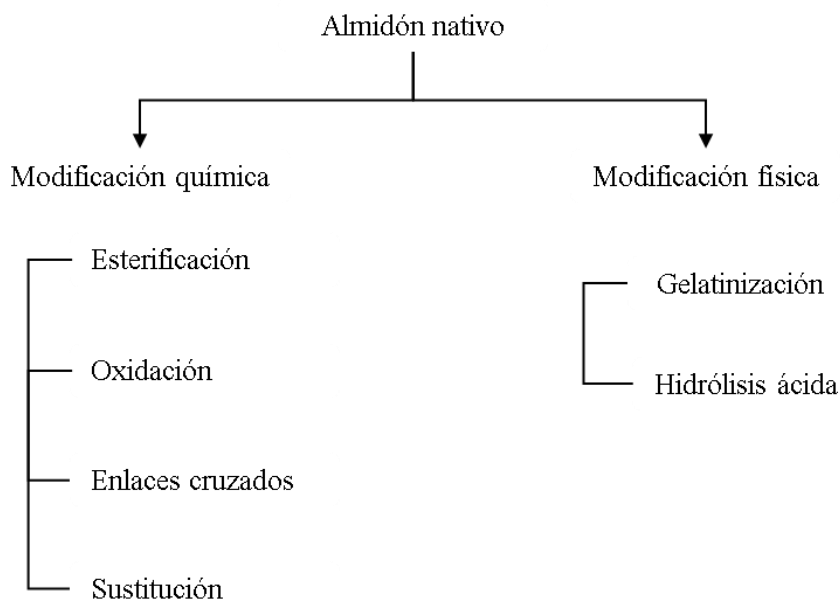 Almidón nativo
Modificación química
Modificación física
Esterificación
Oxidación
Enlaces cruzados
Sustitución
Gelatinización
Hidrólisis ácida